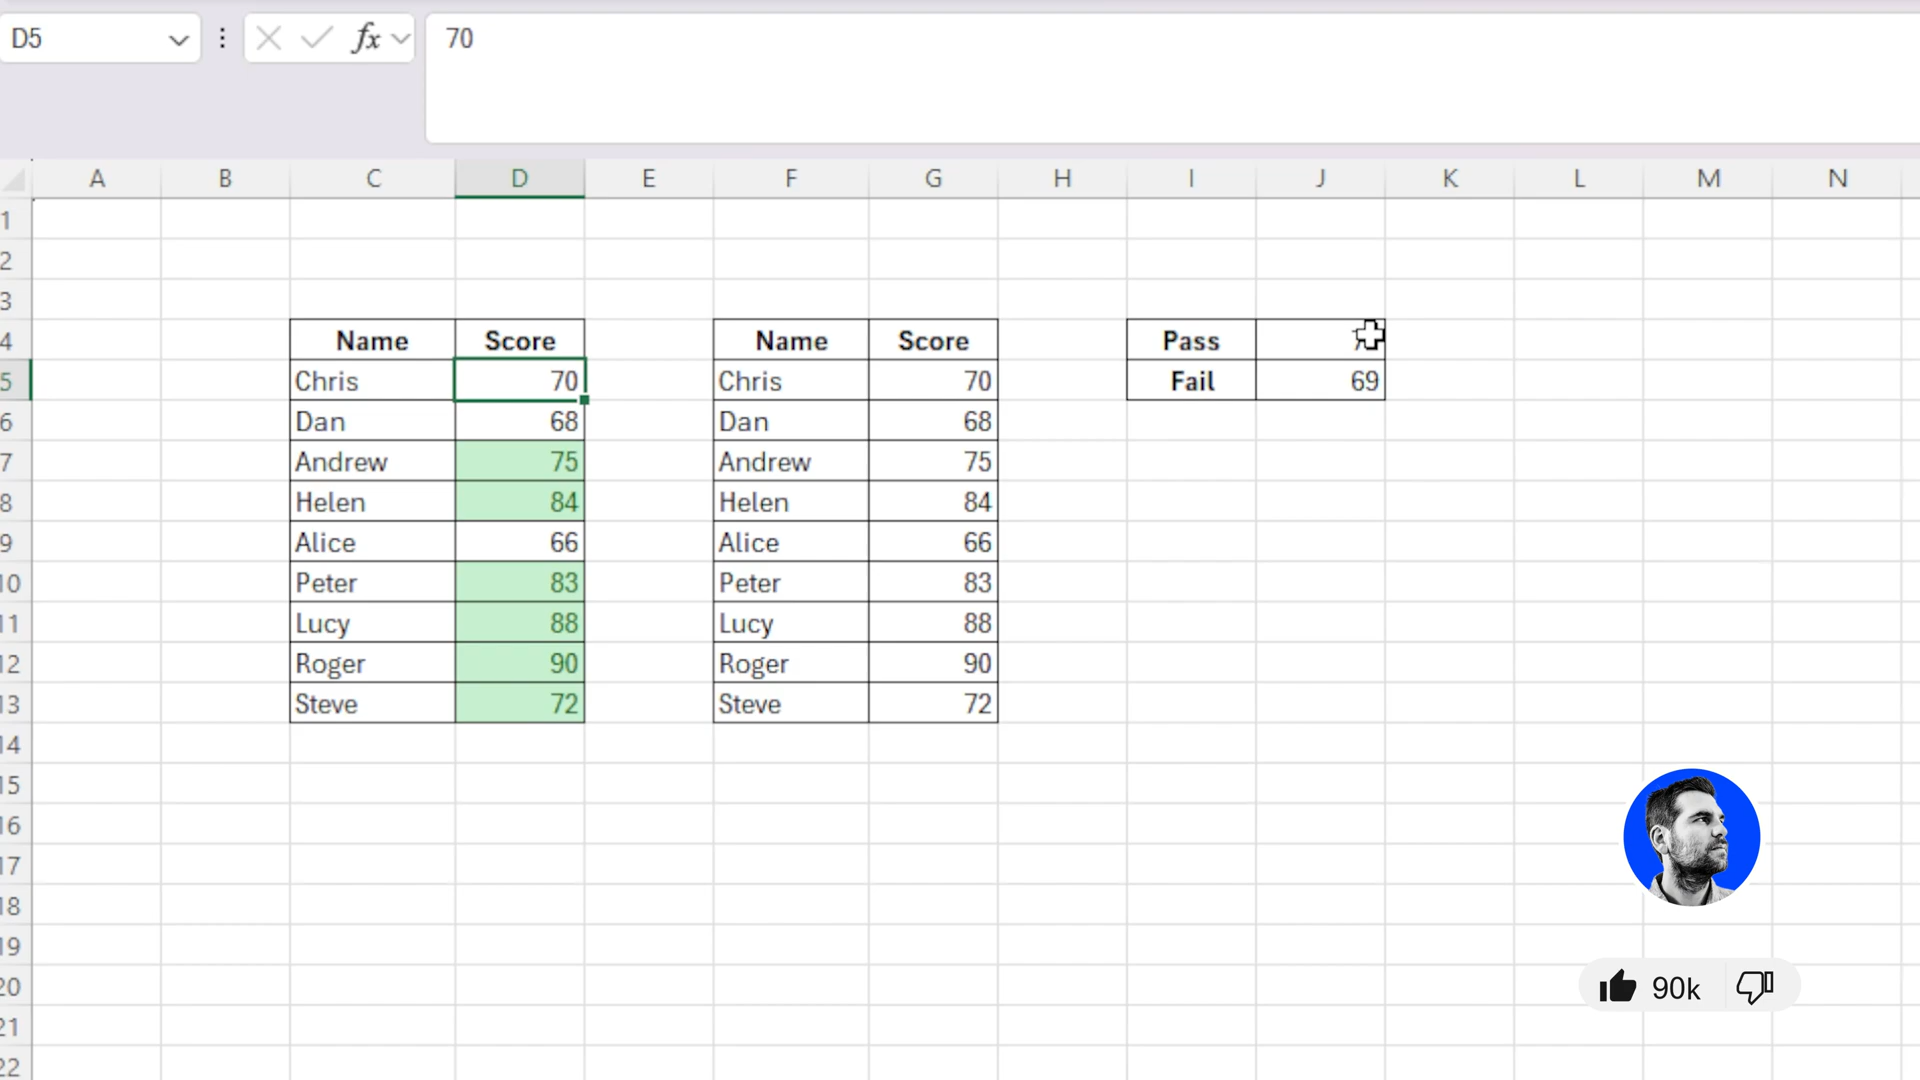 D5 fx 70
A B C D E F G H I J K L M N
1
2
3
4 Name Score Name Score Pass
5 Chris 70 Chris 70 Fail 69
6 Dan 68 Dan 68
7 Andrew 75 Andrew 75
8 Helen 84 Helen 84
9 Alice 66 Alice 66
10 Peter 83 Peter 83
11 Lucy 88 Lucy 88
12 Roger 90 Roger 90
13 Steve 72 Steve 72
14
15
16
17
18
19
20
21
22
90k